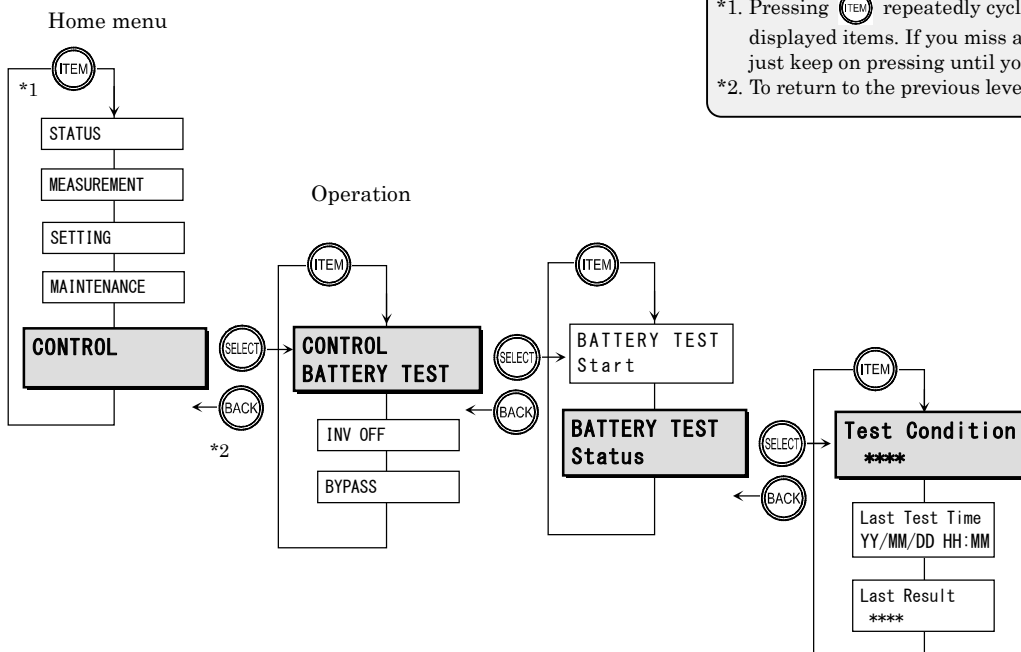 Home menu
*1. Pressing ITEM repeatedly
displayed items. If you miss a
just keep on pressing until
*2. To return to the previous
ITEM
*1
STATUS
MEASUREMENT
SETTING
MAINTENANCE
CONTROL
SELECT
BACK
*2
Operation
ITEM
CONTROL
BATTERY TEST
INV OFF
BYPASS
SELECT
BACK
ITEM
BATTERY TEST
Start
BATTERY TEST
Status
SELECT
BACK
ITEM
Test Condition
****
Last Test Time
YY/MM/DD HH:MM
Last Result
****